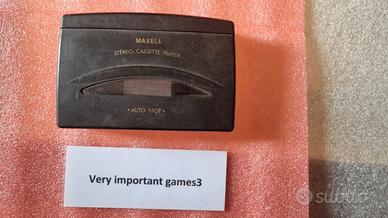 MAXELL
STEREO CASSETTE PLAYER
• AUTO STOP •
Very important games3
subito